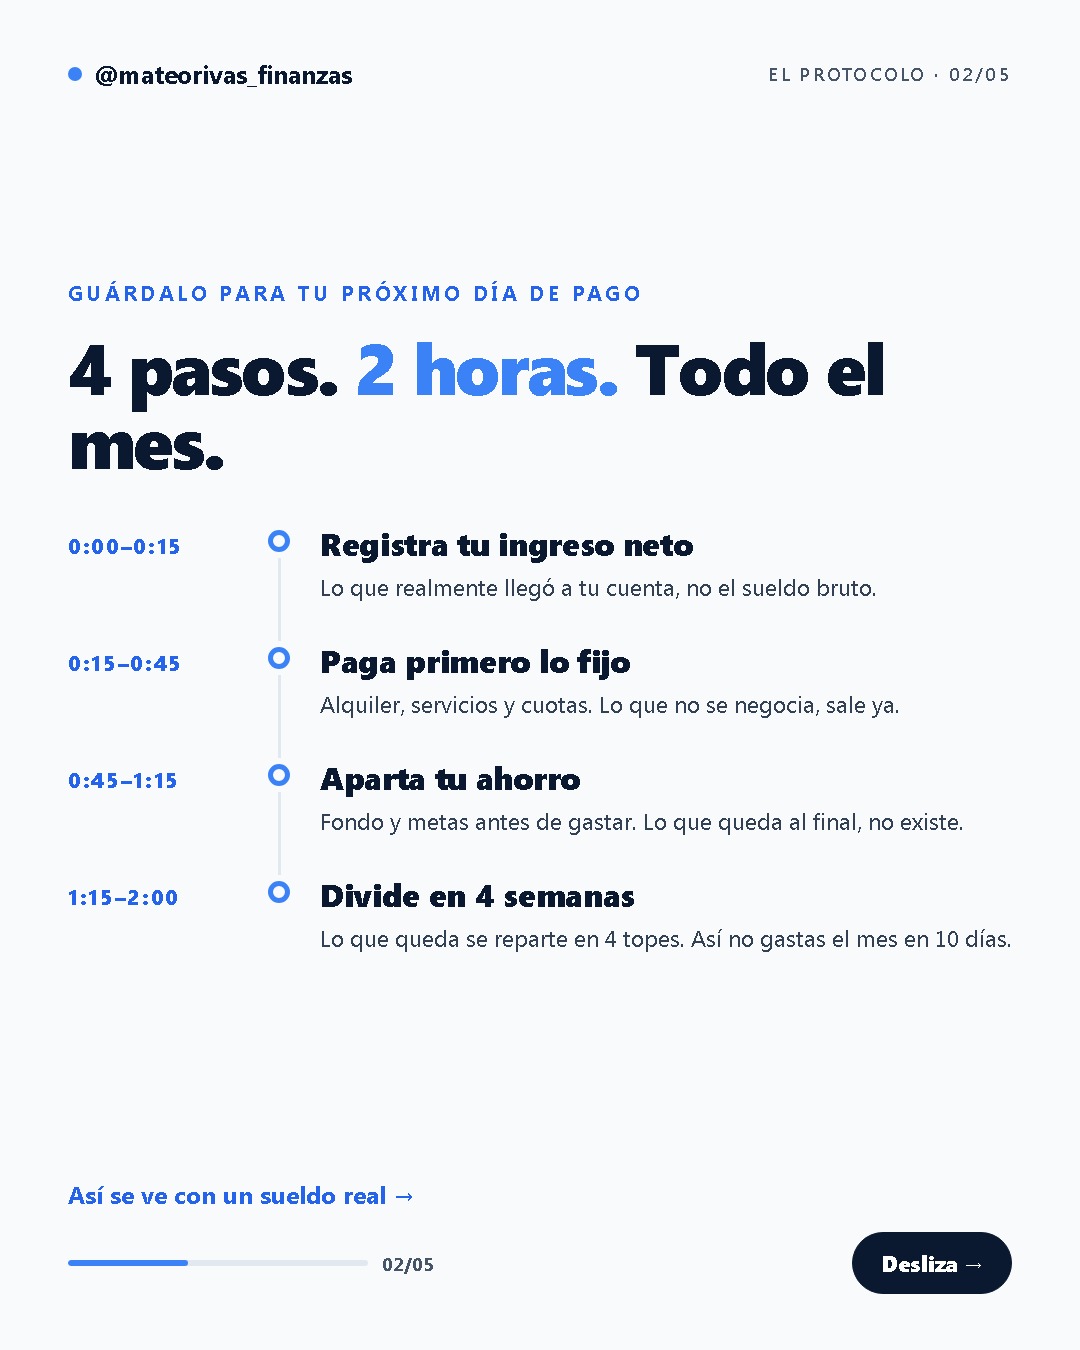 @mateorivas_finanzas
EL PROTOCOLO · 02/05
GUÁRDALO PARA TU PRÓXIMO DÍA DE PAGO
4 pasos. 2 horas. Todo el
mes.
0:00–0:15
Registra tu ingreso neto
Lo que realmente llegó a tu cuenta, no el sueldo bruto.
0:15–0:45
Paga primero lo fijo
Alquiler, servicios y cuotas. Lo que no se negocia, sale ya.
0:45–1:15
Aparta tu ahorro
Fondo y metas antes de gastar. Lo que queda al final, no existe.
1:15–2:00
Divide en 4 semanas
Lo que queda se reparte en 4 topes. Así no gastas el mes en 10 días.
Así se ve con un sueldo real →
02/05
Desliza →